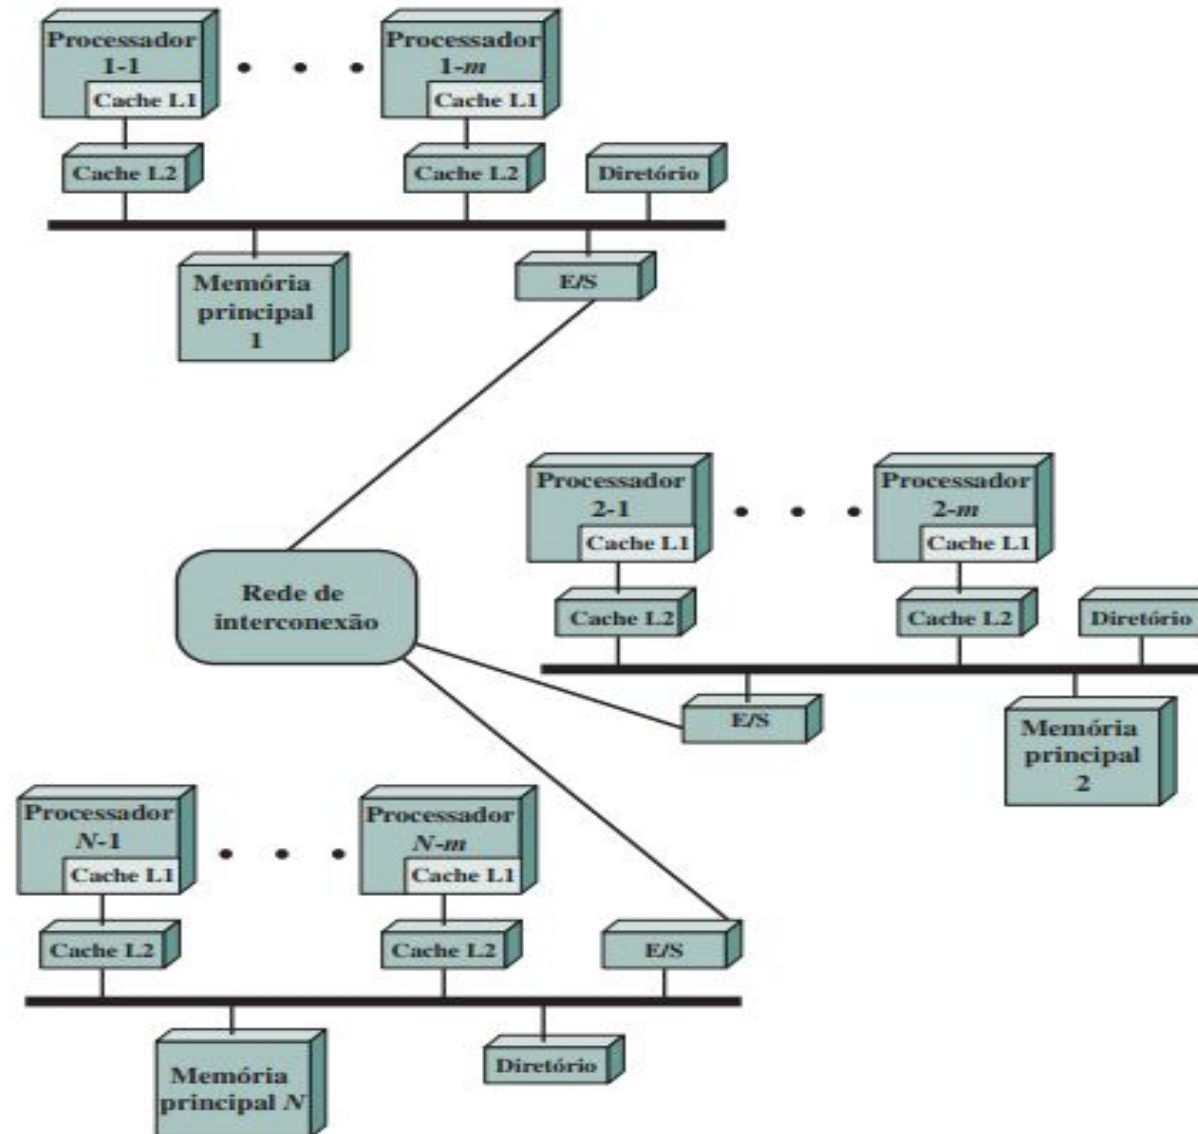 Processador
1-1
Cache L1
Processador
1-m
Cache L1
Cache L2
Cache L2
Diretório
Memória
principal
1
E/S
Processador
2-1
Cache L1
Processador
2-m
Cache L1
Rede de
interconexão
Cache L2
Cache L2
Diretório
E/S
Memória
principal
2
Processador
N-1
Cache L1
Processador
N-m
Cache L1
Cache L2
Cache L2
E/S
Memória
principal N
Diretório